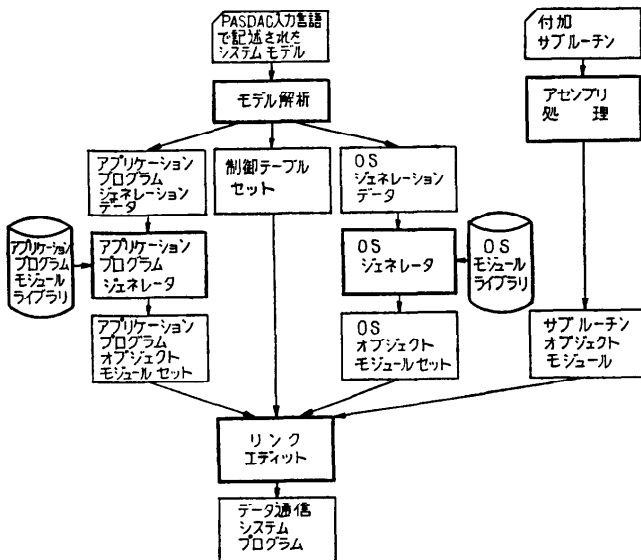 PASDAC入力言語
で記述された
システムモデル
付加
サブルーチン
モデル解析
アセンブリ
処 理
アプリケーション
プログラム
ジェネレーション
データ
制御テーブル
セット
OS
ジェネレーション
データ
アプリケーション
プログラム
モジュール
ライブラリ
アプリケーション
プログラム
ジェネレータ
OS
ジェネレータ
OS
モジュール
ライブラリ
アプリケーション
プログラム
オブジェクト
モジュールセット
OS
オブジェクト
モジュールセット
サブルーチン
オブジェクト
モジュール
リンク
エディット
データ通信
システム
プログラム